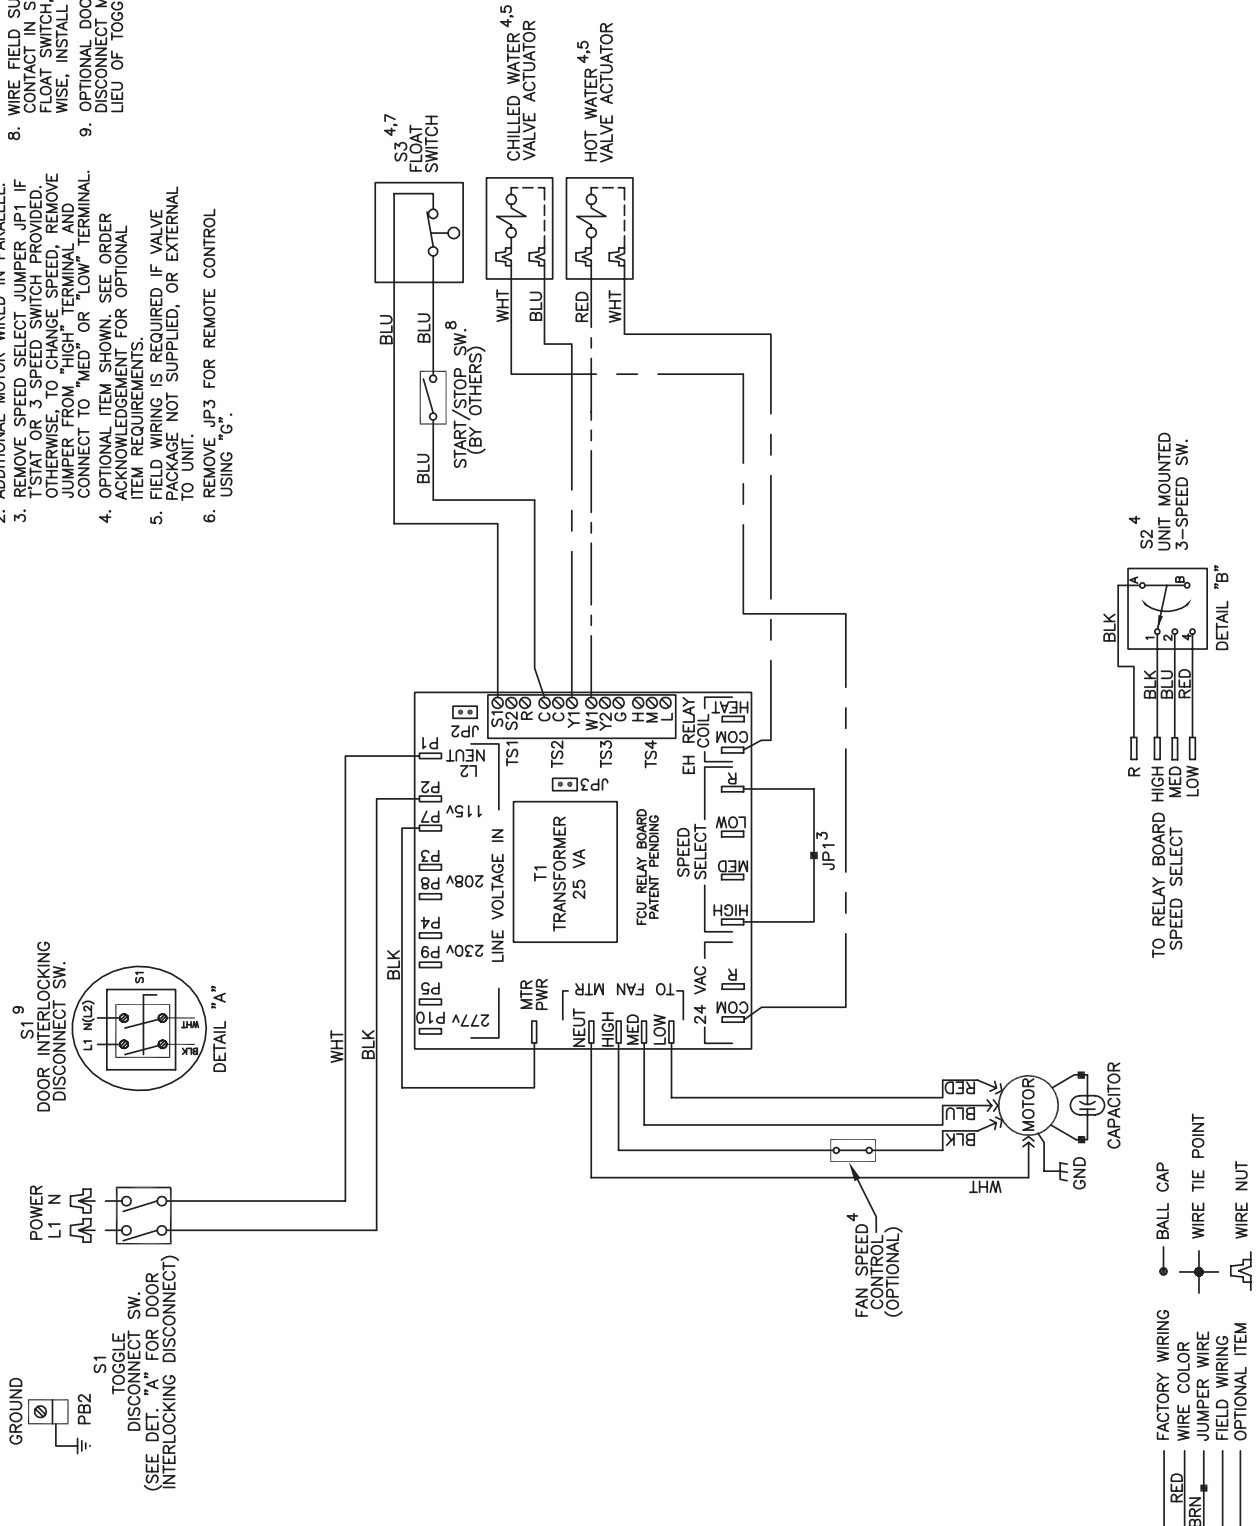 2. ADDITIONAL MOTOR WIRED IN PARALLEL.
3. REMOVE SPEED SELECT JUMPER JP1 IF
T'STAT OR 3 SPEED SWITCH PROVIDED.
OTHERWISE, TO CHANGE SPEED, REMOVE
JUMPER FROM "HIGH" TERMINAL AND
CONNECT TO "MED" OR "LOW" TERMINAL.
4. OPTIONAL ITEM SHOWN. SEE ORDER
ACKNOWLEDGEMENT FOR OPTIONAL
ITEM REQUIREMENTS.
5. FIELD WIRING IS REQUIRED IF VALVE
PACKAGE NOT SUPPLIED, OR EXTERNAL
TO UNIT.
6. REMOVE JP3 FOR REMOTE CONTROL
USING "G".
8. WIRE FIELD SU
CONTACT IN S
FLOAT SWITCH,
WISE, INSTALL
9. OPTIONAL DOO
DISCONNECT M
LIEU OF TOGG
GROUND
PB2
S1
TOGGLE
DISCONNECT SW.
(SEE DET. "A" FOR DOOR
INTERLOCKING DISCONNECT)
POWER
L1 N
S1 9
DOOR INTERLOCKING
DISCONNECT SW.
L1 N(L2)
S1
BLK WHT
DETAIL "A"
WHT
BLK
BLK
S3 4,7
FLOAT
SWITCH
BLU
BLU
BLU
START/STOP SW. 8
(BY OTHERS)
CHILLED WATER 4,5
VALVE ACTUATOR
WHT
BLU
HOT WATER 4,5
VALVE ACTUATOR
RED
WHT
277v P10
P5
230v P9
P4
208v P8
P3
P7
115v
P2
L2
NEUT
P1
LINE VOLTAGE IN
JP2
TS1
TS2
TS3
TS4
S1
S2
R
C
C
Y1
W1
Y2
G
H
M
L
JP3
T1
TRANSFORMER
25 VA
FCU RELAY BOARD
PATENT PENDING
MTR
PWR
TO FAN MTR
NEUT
HIGH
MED
LOW
24 VAC
COM
R
SPEED
SELECT
HIGH
MED
LOW
R
EH RELAY
COIL
COM
HEAT
JP1 3
FAN SPEED 4
CONTROL
(OPTIONAL)
RED
BLU
BLK
WHT
MOTOR
GND
CAPACITOR
S2 4
UNIT MOUNTED
3-SPEED SW.
BLK
A
B
1
2
4
BLK
BLU
RED
R
HIGH
MED
LOW
TO RELAY BOARD
SPEED SELECT
DETAIL "B"
FACTORY WIRING
RED
WIRE COLOR
BRN
JUMPER WIRE
FIELD WIRING
OPTIONAL ITEM
BALL CAP
WIRE TIE POINT
WIRE NUT